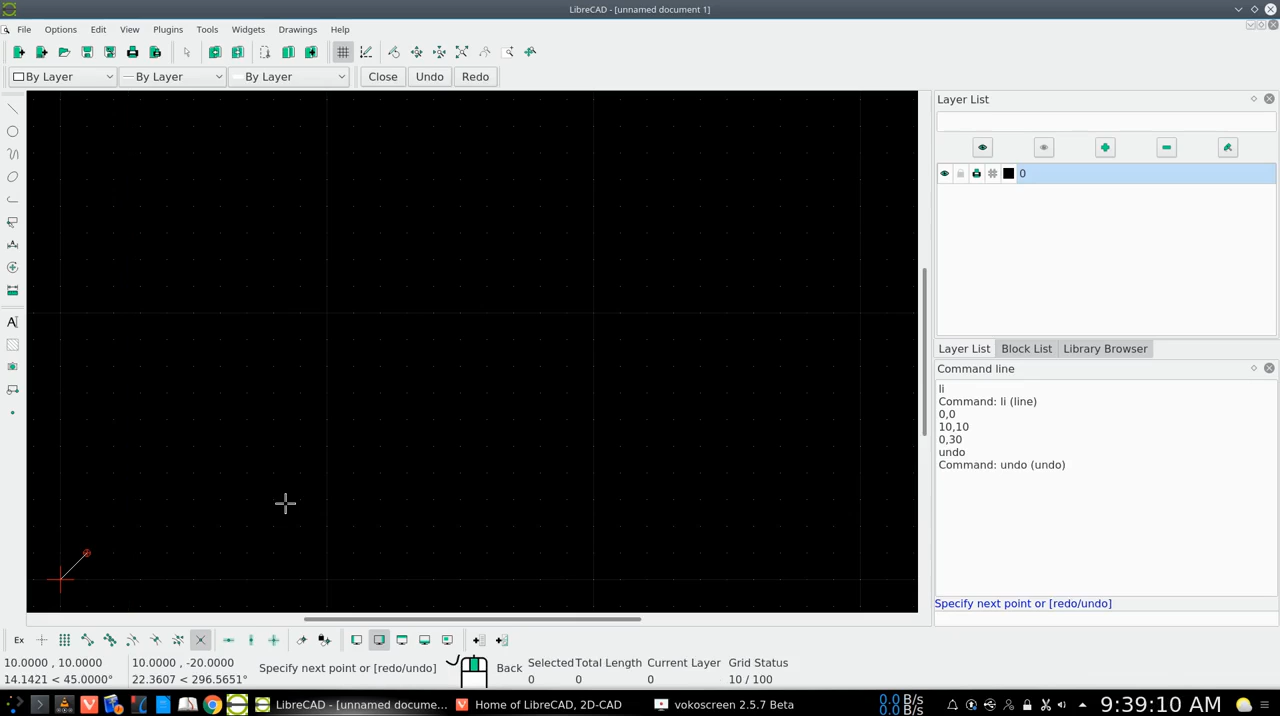 LibreCAD - [unnamed document 1]
File Options Edit View Plugins Tools Widgets Drawings Help
By Layer By Layer By Layer Close Undo Redo
Layer List
0
Layer List Block List Library Browser
Command line
li
Command: li (line)
0,0
10,10
0,30
undo
Command: undo (undo)
Specify next point or [redo/undo]
Ex
10.0000 , 10.0000
14.1421 < 45.0000°
10.0000 , -20.0000
22.3607 < 296.5651°
Specify next point or [redo/undo]
Back
Selected Total Length Current Layer Grid Status
0 0 0 10 / 100
LibreCAD - [unnamed docume... Home of LibreCAD, 2D-CAD vokoscreen 2.5.7 Beta
0.0 B/s
0.0 B/s
9:39:10 AM